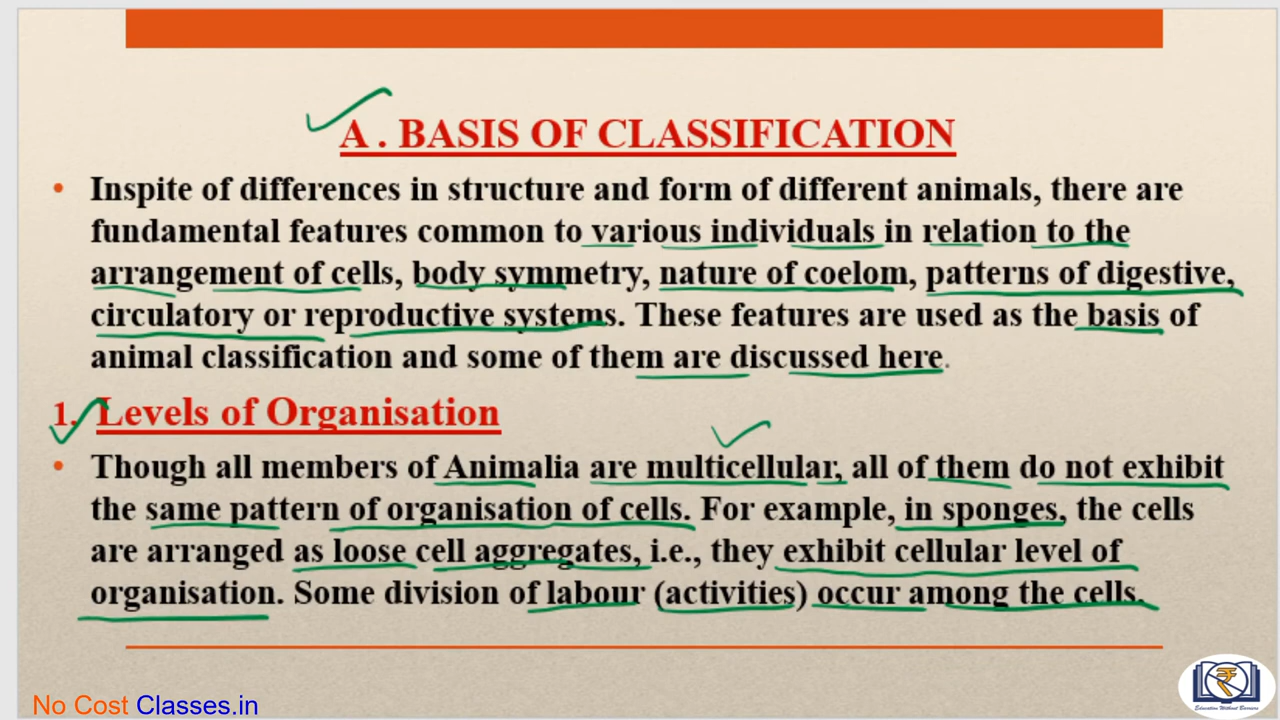 A . BASIS OF CLASSIFICATION
• Inspite of differences in structure and form of different animals, there are
fundamental features common to various individuals in relation to the
arrangement of cells, body symmetry, nature of coelom, patterns of digestive,
circulatory or reproductive systems. These features are used as the basis of
animal classification and some of them are discussed here.
1. Levels of Organisation
• Though all members of Animalia are multicellular, all of them do not exhibit
the same pattern of organisation of cells. For example, in sponges, the cells
are arranged as loose cell aggregates, i.e., they exhibit cellular level of
organisation. Some division of labour (activities) occur among the cells.
No Cost Classes.in
Education Without Barriers